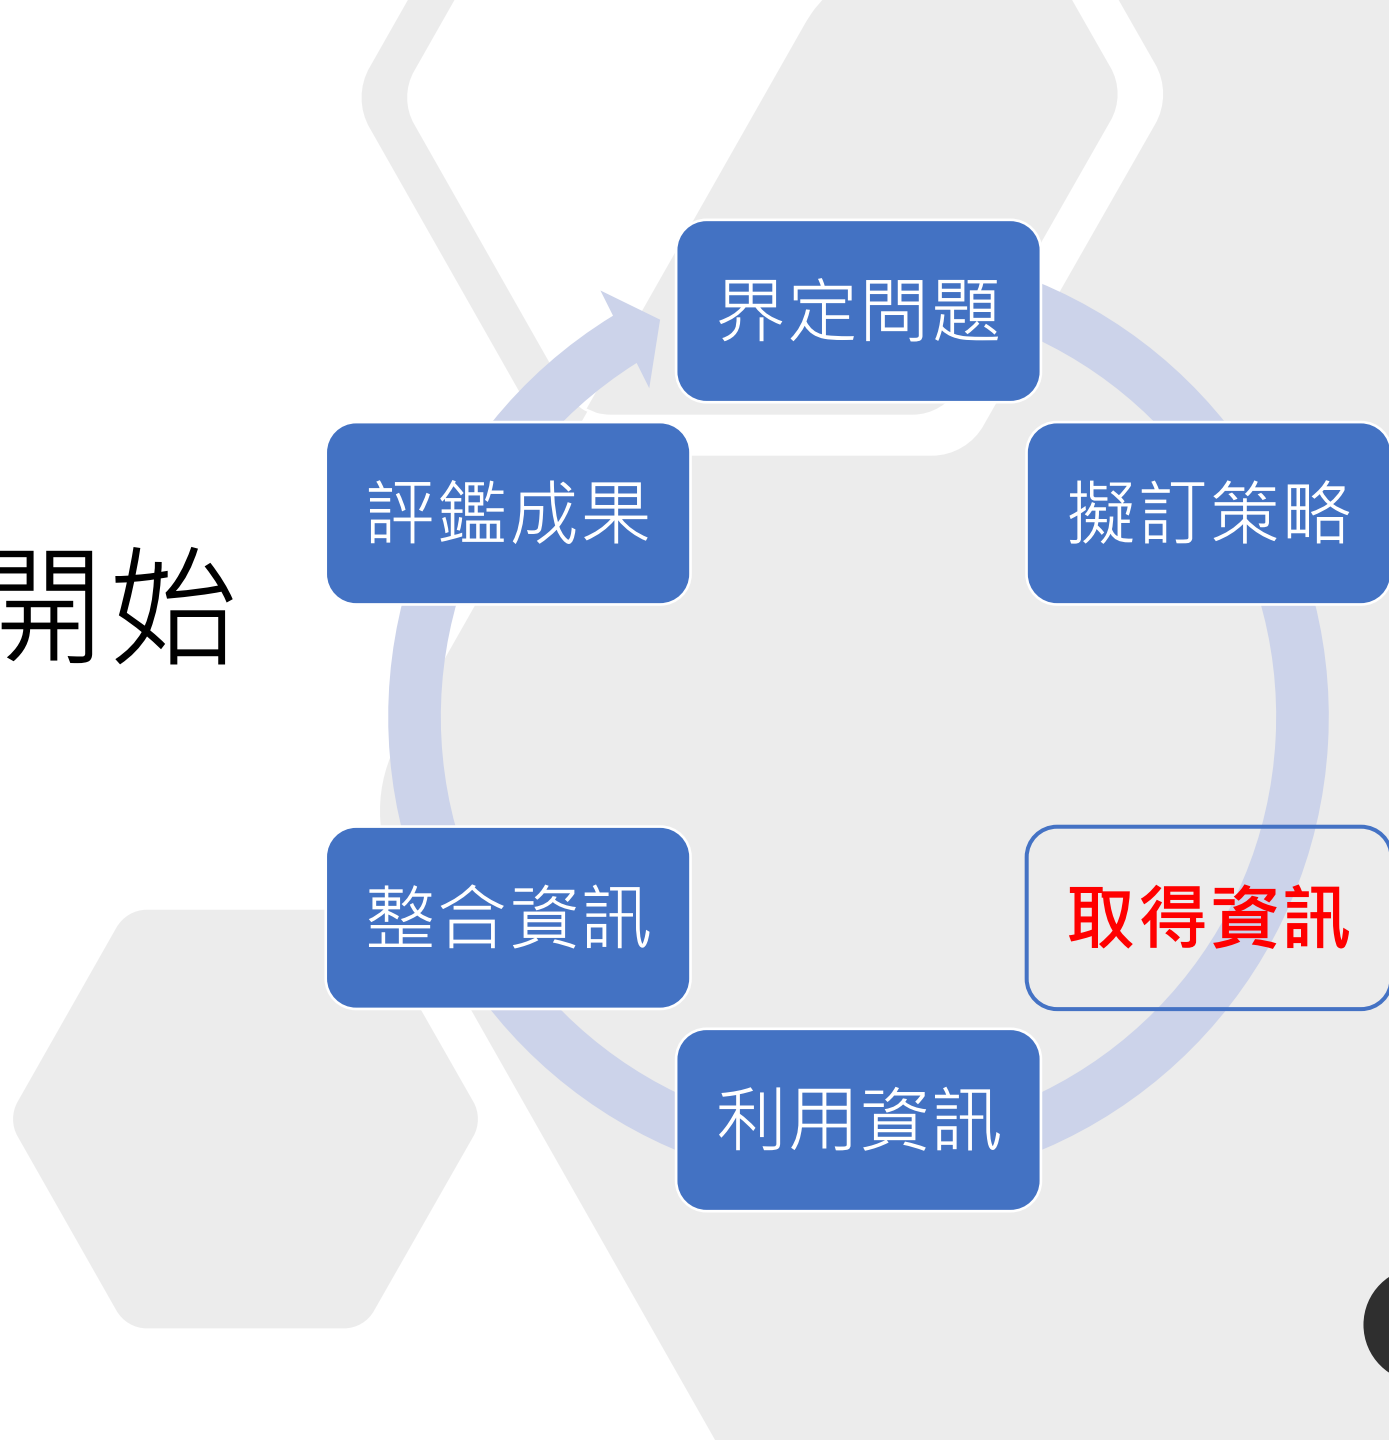 開始
界定問題
擬訂策略
取得資訊
利用資訊
整合資訊
評鑑成果